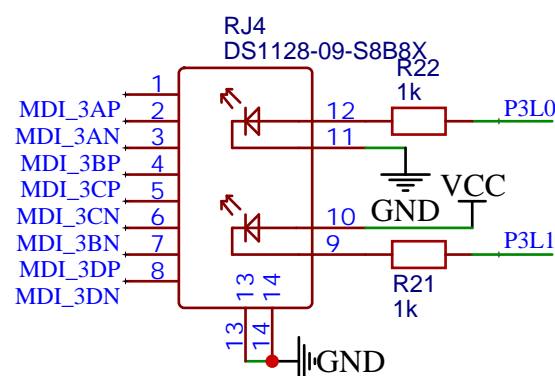 RJ4
DS1128-09-S8B8X
R22
1k
1
MDI_3AP
2
MDI_3AN
3
MDI_3BP
4
MDI_3CP
5
MDI_3CN
6
MDI_3BN
7
MDI_3DP
8
MDI_3DN
12
P3L0
11
GND
VCC
10
9
P3L1
R21
1k
13
14
13
14
GND